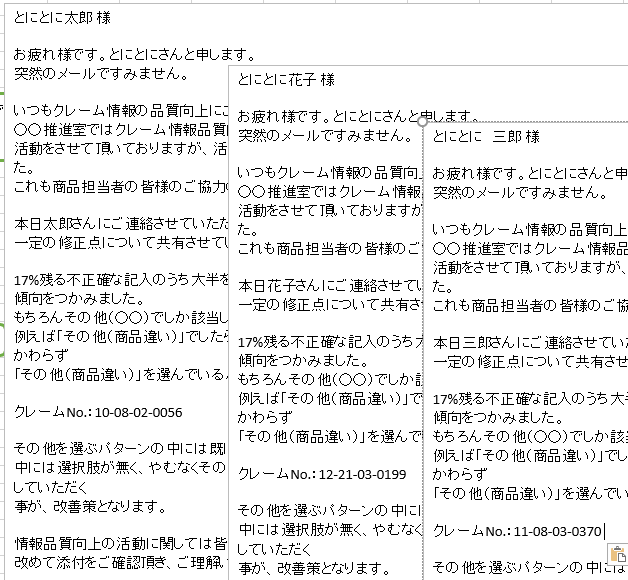 とにとに太郎 様
お疲れ様です。とにとにさんと申します。
突然のメールですみません。
いつもクレーム情報の品質向上にご
〇〇推進室ではクレーム情報品質
活動をさせて頂いておりますが、活
た。
これも商品担当者の皆様のご協力
本日太郎さんにご連絡させていただ
一定の修正点について共有させて
17%残る不正確な記入のうち大半を
傾向をつかみました。
もちろんその他(〇〇)でしか該当し
例えば「その他(商品違い)」でしたら
かわらず
「その他(商品違い)」を選んでいる
クレームNo.：10-08-02-0056
その他を選ぶパターンの中には既
中には選択肢が無く、やむなくその
していただく
事が、改善策となります。
情報品質向上の活動に関しては皆
改めて添付をご確認頂き、ご理解
とにとに花子 様
お疲れ様です。とにとにさんと申します。
突然のメールですみません。
いつもクレーム情報の品質向
〇〇推進室ではクレーム情報
活動をさせて頂いておりますが
た。
これも商品担当者の皆様のご
本日花子さんにご連絡させてい
一定の修正点について共有さ
17%残る不正確な記入のうち大
傾向をつかみました。
もちろんその他(〇〇)でしか
例えば「その他(商品違い)」で
かわらず
「その他(商品違い)」を選んで
クレームNo.：12-21-03-0199
その他を選ぶパターンの中に
中には選択肢が無く、やむなく
していただく
事が、改善策となります。
とにとに　三郎 様
お疲れ様です。とにとにさんと申
突然のメールですみません。
いつもクレーム情報の品質向上
〇〇推進室ではクレーム情報品
活動をさせて頂いておりますが、
た。
これも商品担当者の皆様のご協
本日三郎さんにご連絡させていた
一定の修正点について共有させ
17%残る不正確な記入のうち大半
傾向をつかみました。
もちろんその他(〇〇)でしか該
例えば「その他(商品違い)」でし
かわらず
「その他(商品違い)」を選んでい
クレームNo.：11-08-03-0370
その他を選ぶパターンの中には